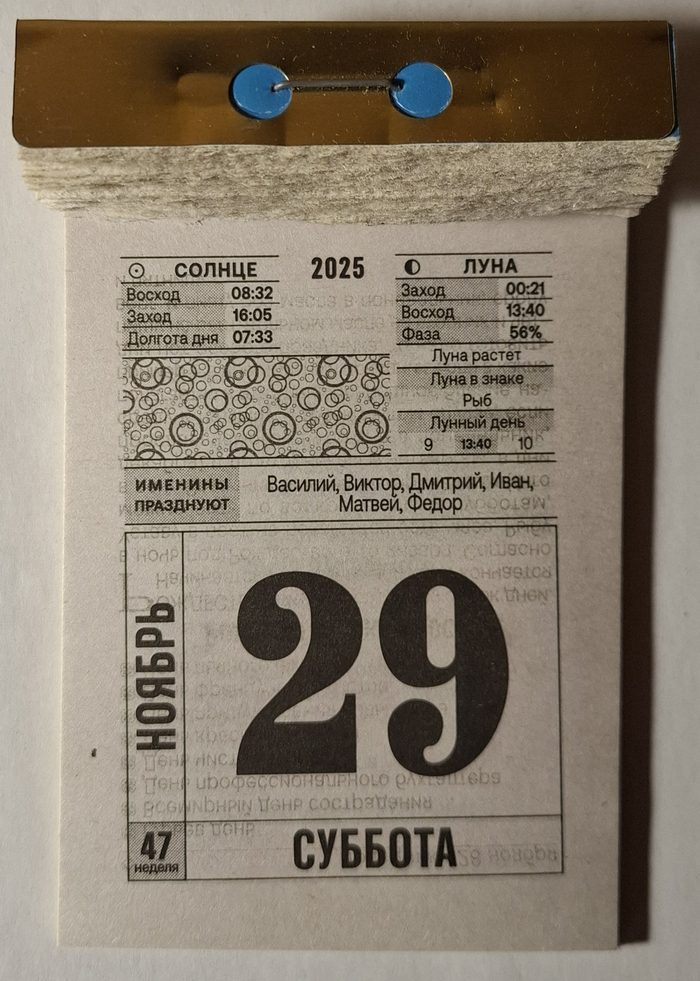 СОЛНЦЕ
Восход 08:32
Заход 16:05
Долгота дня 07:33
2025
ЛУНА
Заход 00:21
Восход 13:40
Фаза 56%
Луна растет
Луна в знаке
Рыб
Лунный день
9 13:40 10
ИМЕНИНЫ
ПРАЗДНУЮТ
Василий, Виктор, Дмитрий, Иван,
Матвей, Федор
НОЯБРЬ
29
47
неделя
СУББОТА